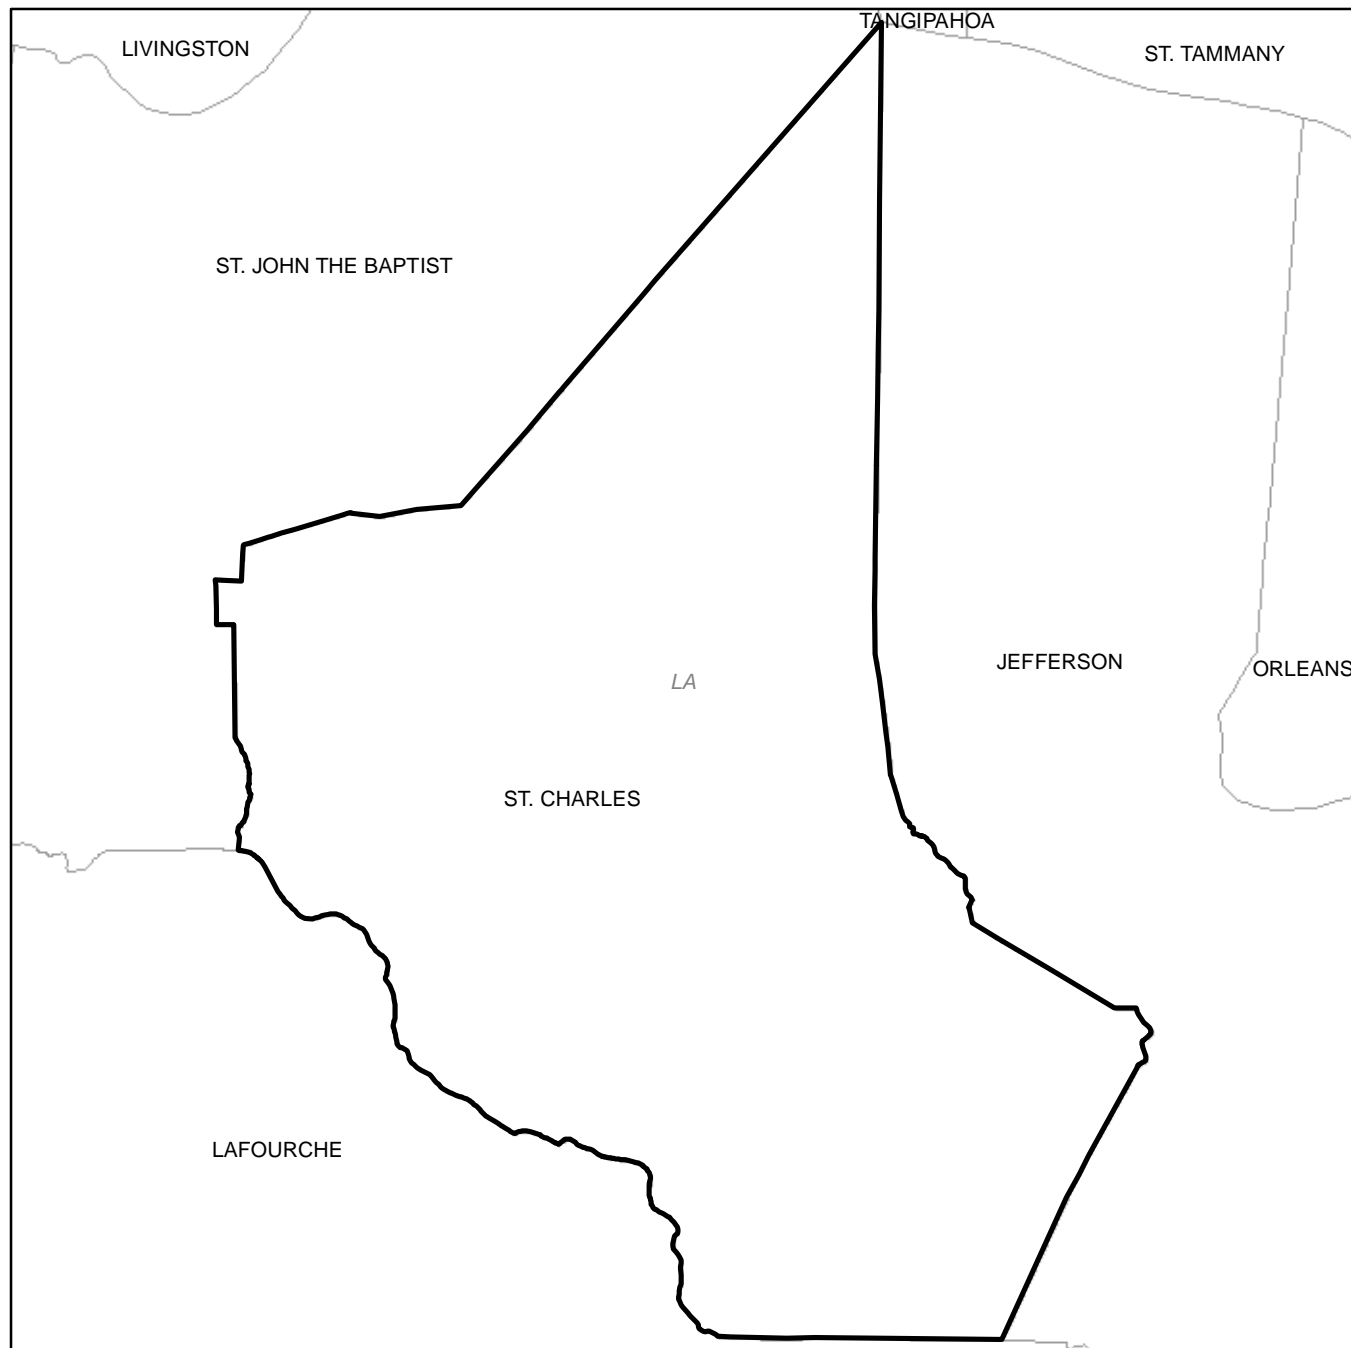 TANGIPAHOA
LIVINGSTON
ST. TAMMANY
ST. JOHN THE BAPTIST
JEFFERSON
ORLEANS
LA
ST. CHARLES
LAFOURCHE